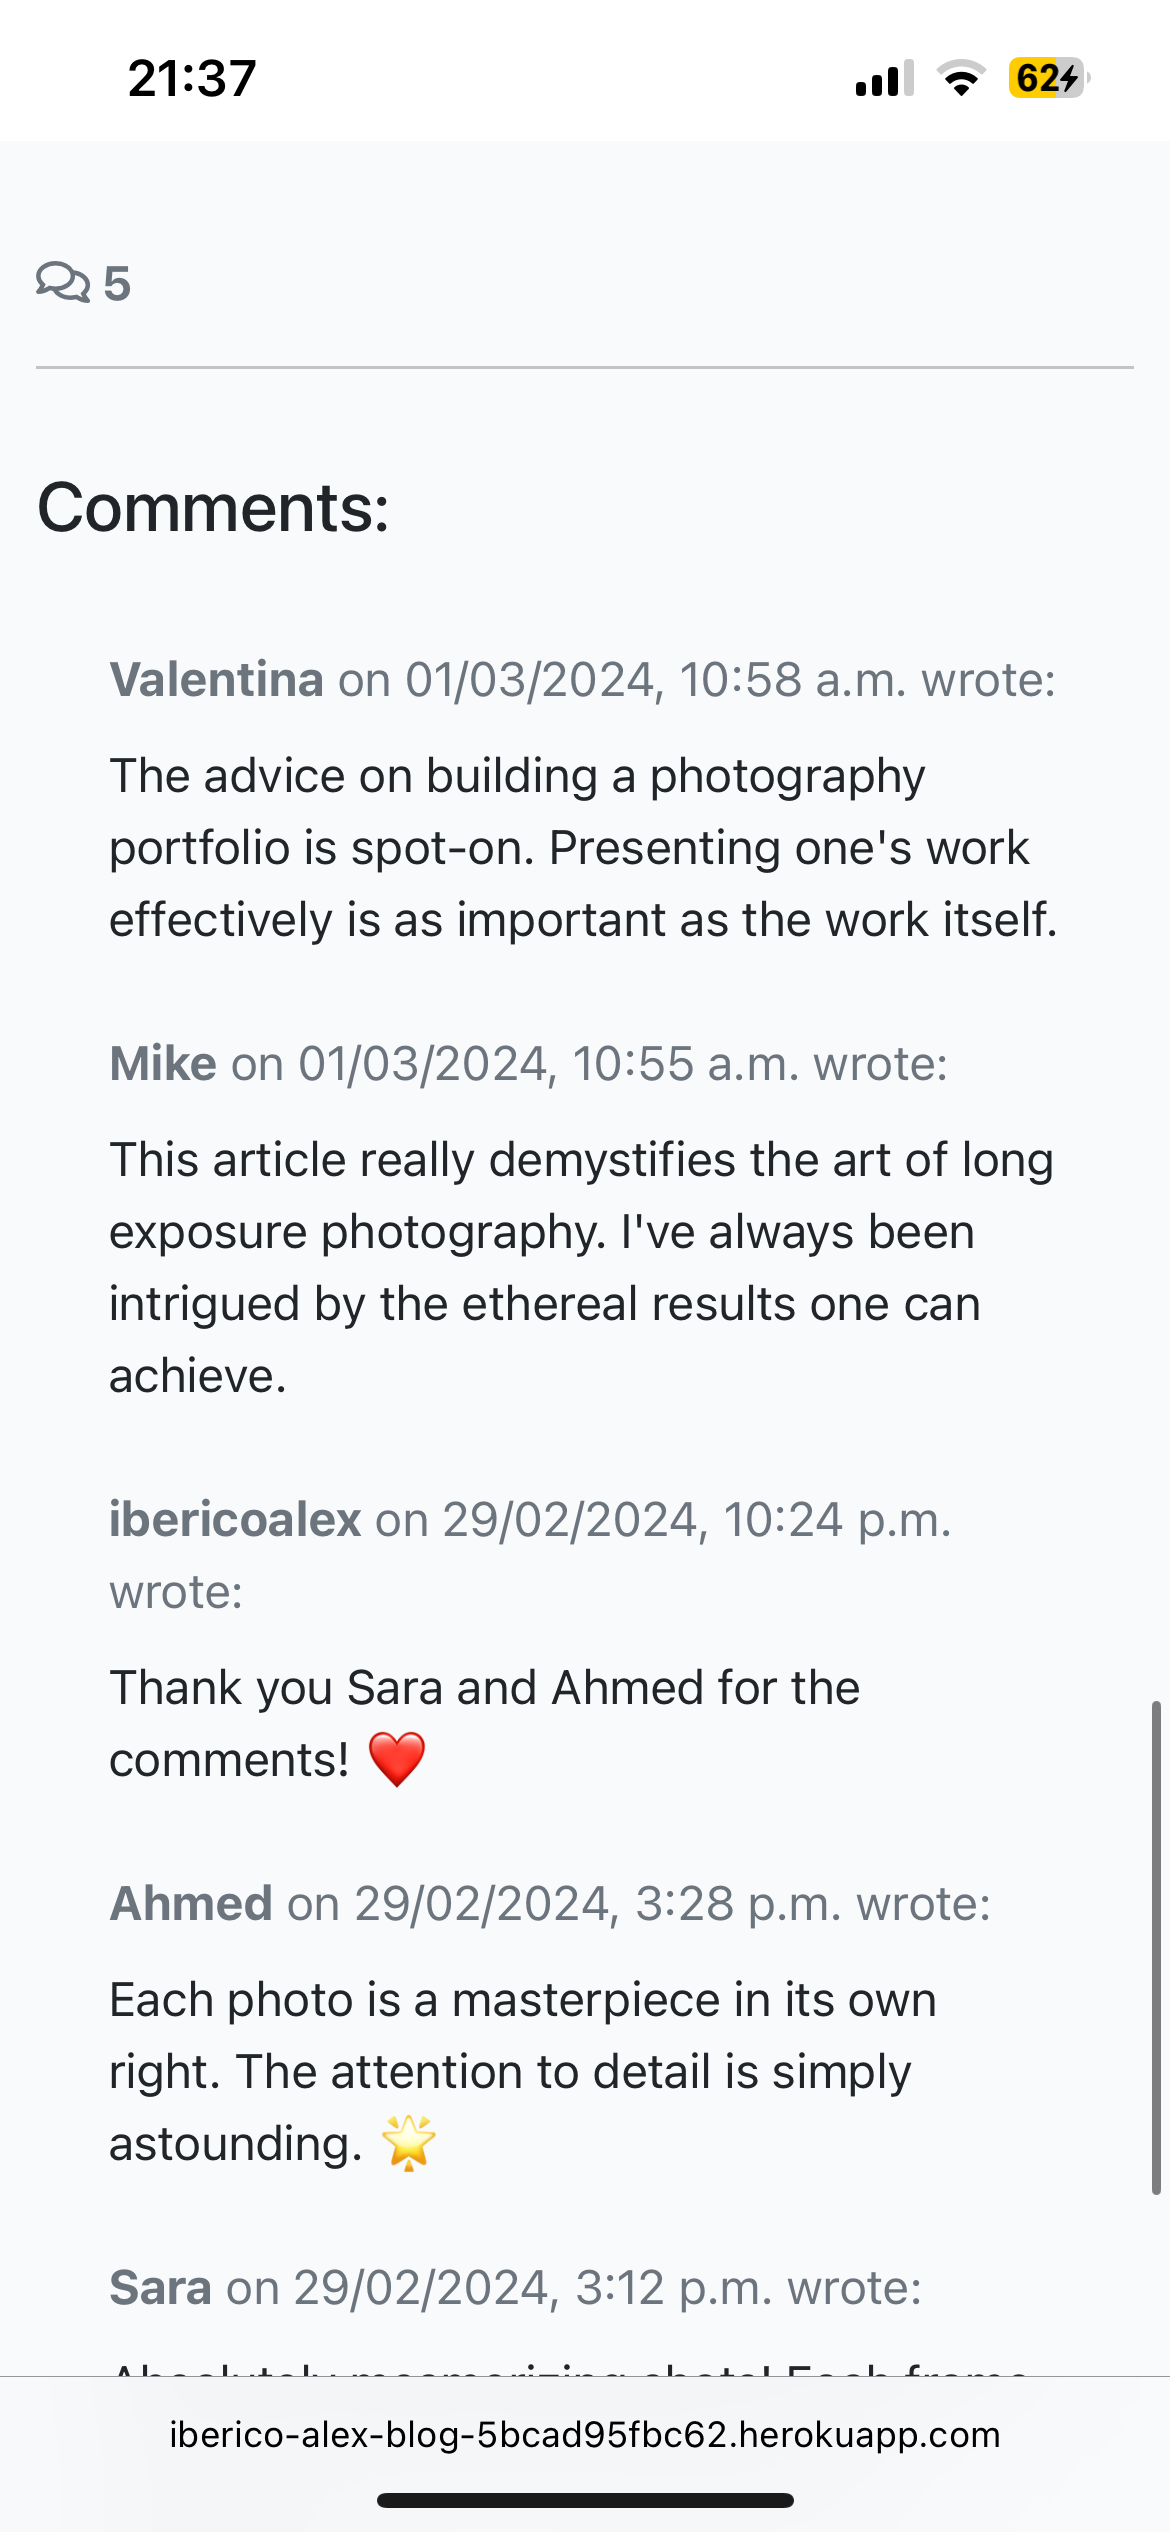 21:37
62
5
Comments:
Valentina on 01/03/2024, 10:58 a.m. wrote:
The advice on building a photography
portfolio is spot-on. Presenting one's work
effectively is as important as the work itself.
Mike on 01/03/2024, 10:55 a.m. wrote:
This article really demystifies the art of long
exposure photography. I've always been
intrigued by the ethereal results one can
achieve.
ibericoalex on 29/02/2024, 10:24 p.m.
wrote:
Thank you Sara and Ahmed for the
comments! ❤️
Ahmed on 29/02/2024, 3:28 p.m. wrote:
Each photo is a masterpiece in its own
right. The attention to detail is simply
astounding. 🌟
Sara on 29/02/2024, 3:12 p.m. wrote:
Absolutely mesmerizing shots! Each frame
iberico-alex-blog-5bcad95fbc62.herokuapp.com